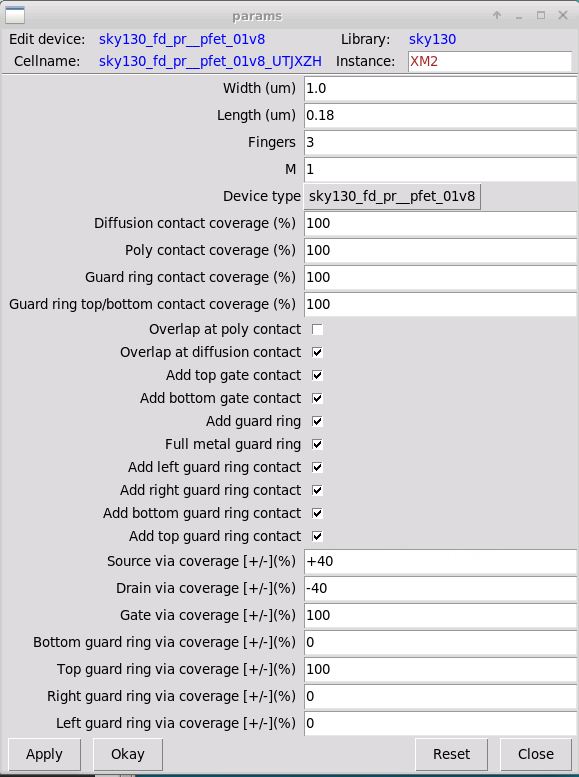 params
Edit device: sky130_fd_pr__pfet_01v8 Library: sky130
Cellname: sky130_fd_pr__pfet_01v8_UTJXZH Instance: XM2
Width (um) 1.0
Length (um) 0.18
Fingers 3
M 1
Device type sky130_fd_pr__pfet_01v8
Diffusion contact coverage (%) 100
Poly contact coverage (%) 100
Guard ring contact coverage (%) 100
Guard ring top/bottom contact coverage (%) 100
Overlap at poly contact
Overlap at diffusion contact
Add top gate contact
Add bottom gate contact
Add guard ring
Full metal guard ring
Add left guard ring contact
Add right guard ring contact
Add bottom guard ring contact
Add top guard ring contact
Source via coverage [+/-](%) +40
Drain via coverage [+/-](%) -40
Gate via coverage [+/-](%) 100
Bottom guard ring via coverage [+/-](%) 0
Top guard ring via coverage [+/-](%) 100
Right guard ring via coverage [+/-](%) 0
Left guard ring via coverage [+/-](%) 0
Apply Okay Reset Close